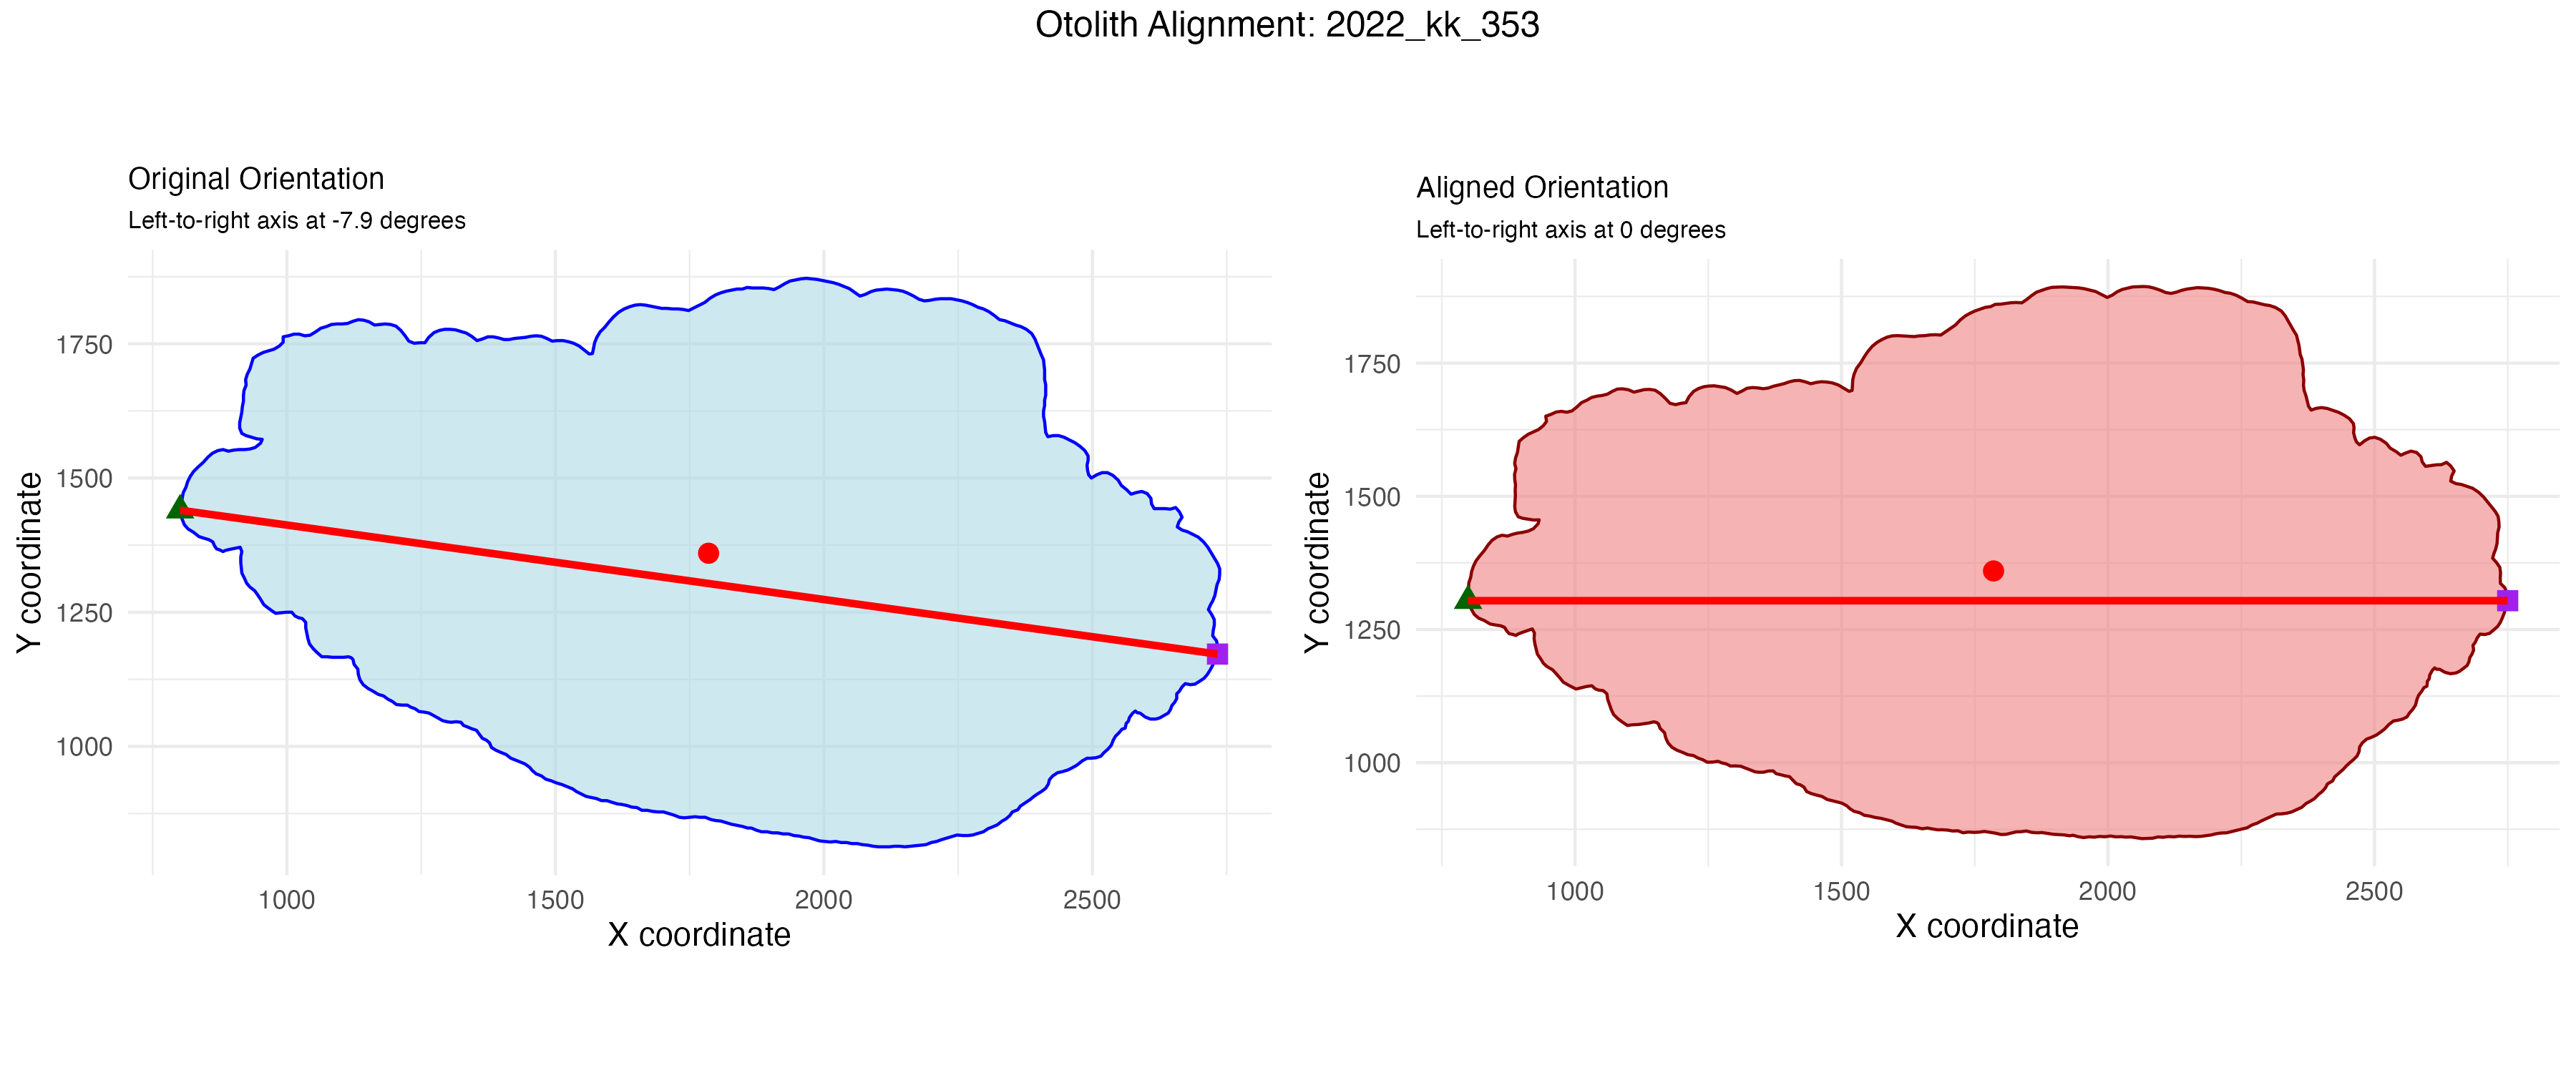 Otolith Alignment: 2022_kk_353
Original Orientation
Left-to-right axis at -7.9 degrees
Y coordinate
1750
1500
1250
1000
1000
1500
2000
2500
X coordinate
Aligned Orientation
Left-to-right axis at 0 degrees
Y coordinate
1750
1500
1250
1000
1000
1500
2000
2500
X coordinate